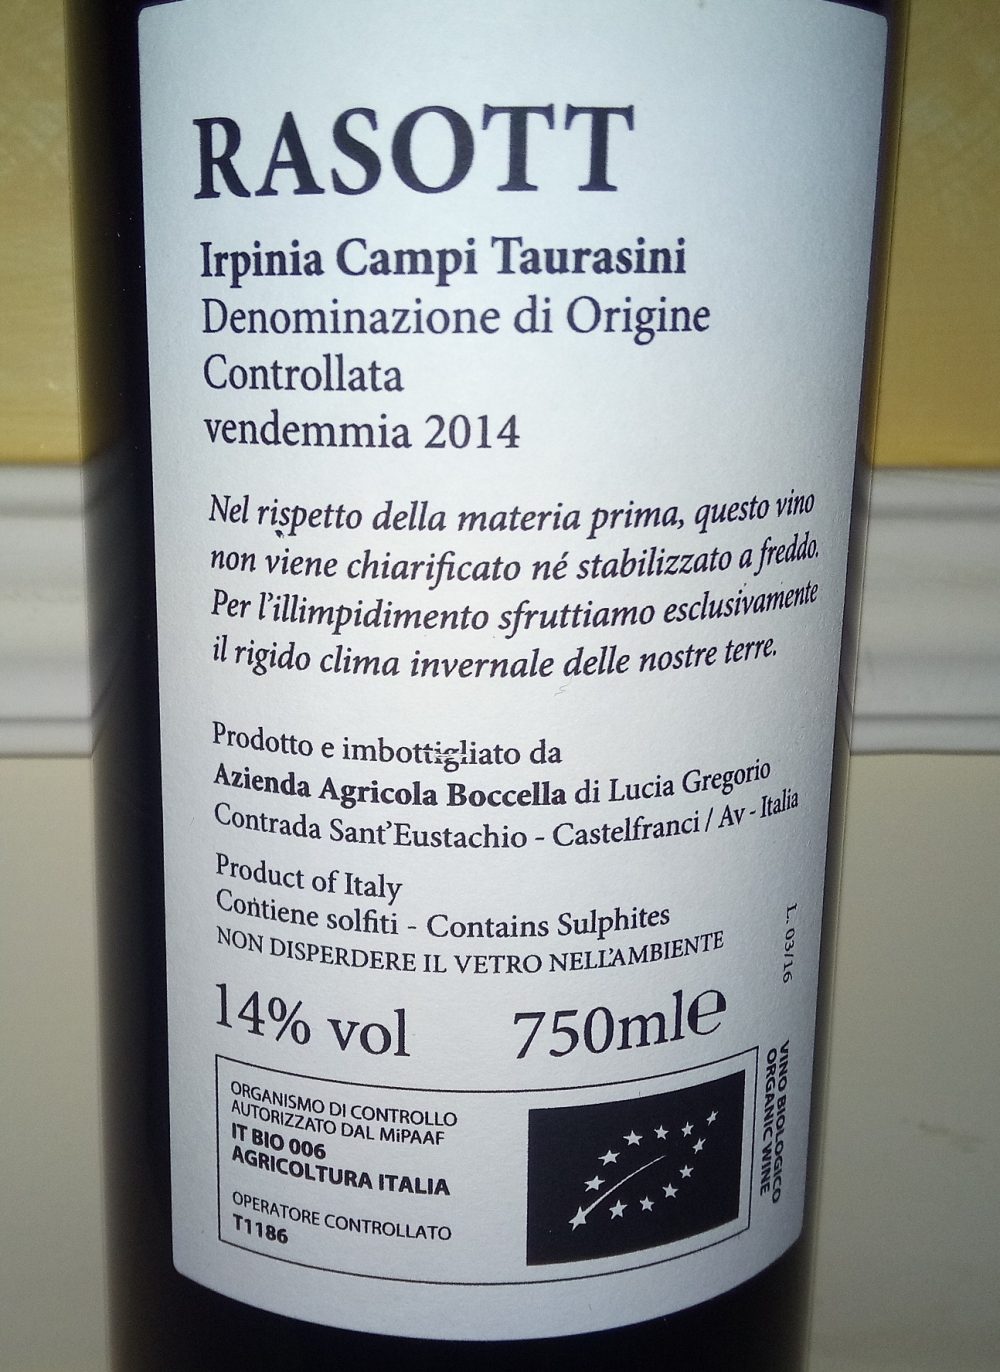 RASOTT
Irpinia Campi Taurasini
Denominazione di Origine
Controllata
vendemmia 2014
Nel rispetto della materia prima, questo vino
non viene chiarificato né stabilizzato a freddo.
Per l'illimpidimento sfruttiamo esclusivamente
il rigido clima invernale delle nostre terre.
Prodotto e imbottigliato da
Azienda Agricola Boccella di Lucia Gregorio
Contrada Sant'Eustachio - Castelfranci / Av - Italia
Product of Italy
Contiene solfiti - Contains Sulphites
NON DISPERDERE IL VETRO NELL'AMBIENTE
L. 03/16
14% vol 750ml e
ORGANISMO DI CONTROLLO
AUTORIZZATO DAL MiPAAF
IT BIO 006
AGRICOLTURA ITALIA
OPERATORE CONTROLLATO
T1186
VINO BIOLOGICO
ORGANIC WINE